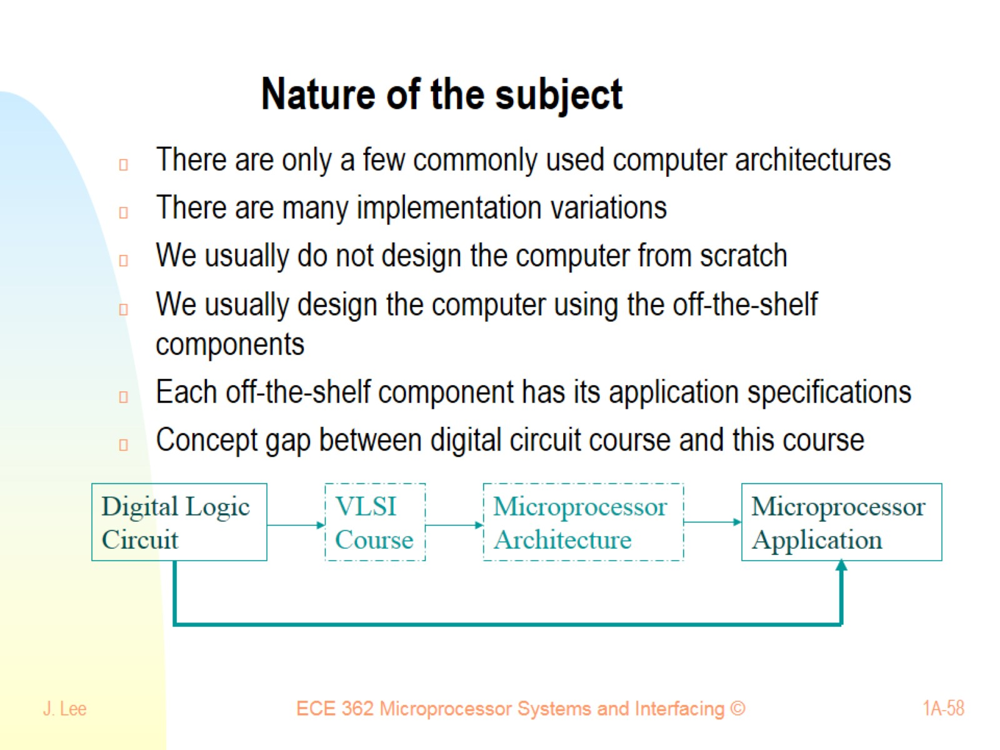 Nature of the subject
There are only a few commonly used computer architectures
There are many implementation variations
We usually do not design the computer from scratch
We usually design the computer using the off-the-shelf
components
Each off-the-shelf component has its application specifications
Concept gap between digital circuit course and this course
Digital Logic
Circuit
VLSI
Course
Microprocessor
Architecture
Microprocessor
Application
J. Lee
ECE 362 Microprocessor Systems and Interfacing ©
1A-58